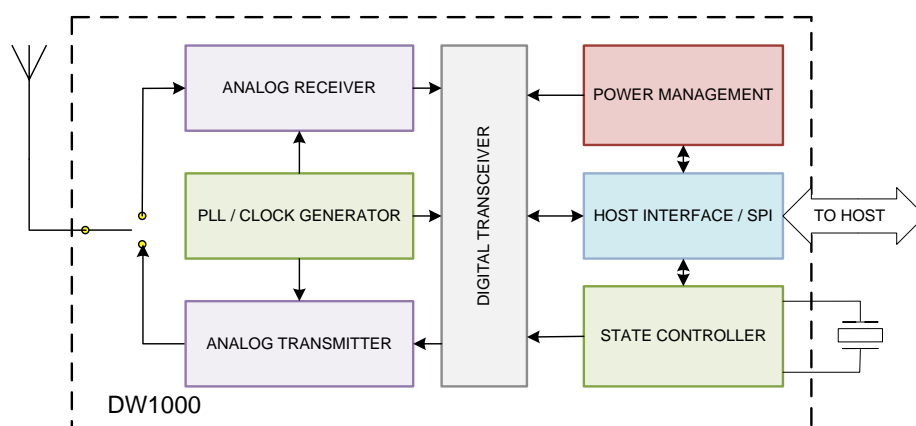 ANALOG RECEIVER
POWER MANAGEMENT
PLL / CLOCK GENERATOR
DIGITAL TRANSCEIVER
HOST INTERFACE / SPI
TO HOST
ANALOG TRANSMITTER
STATE CONTROLLER
DW1000